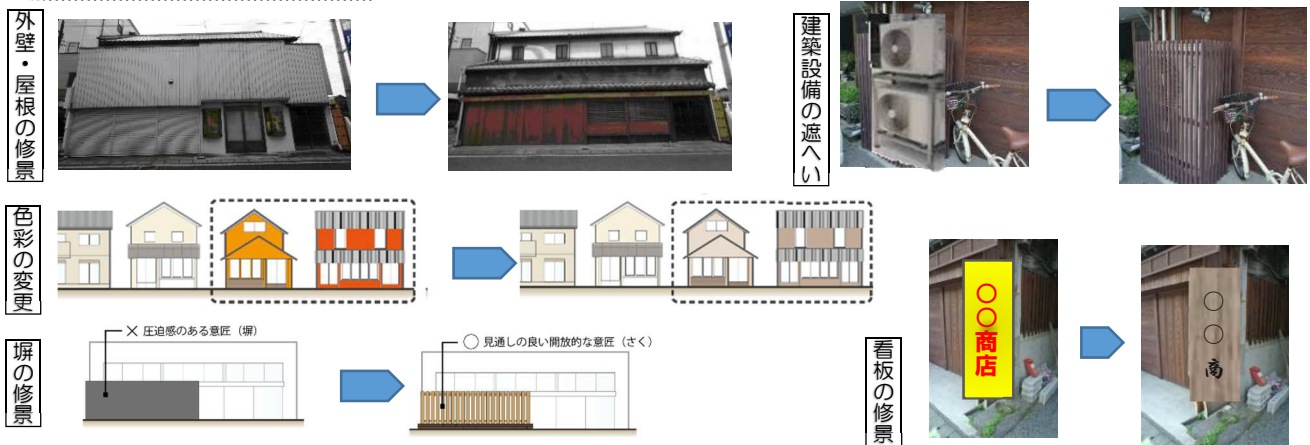 外壁・屋根の修景
建築設備の遮へい
色彩の変更
塀の修景
× 圧迫感のある意匠（塀）
○ 見通しの良い開放的な意匠（さく）
看板の修景
○○商店
○○商